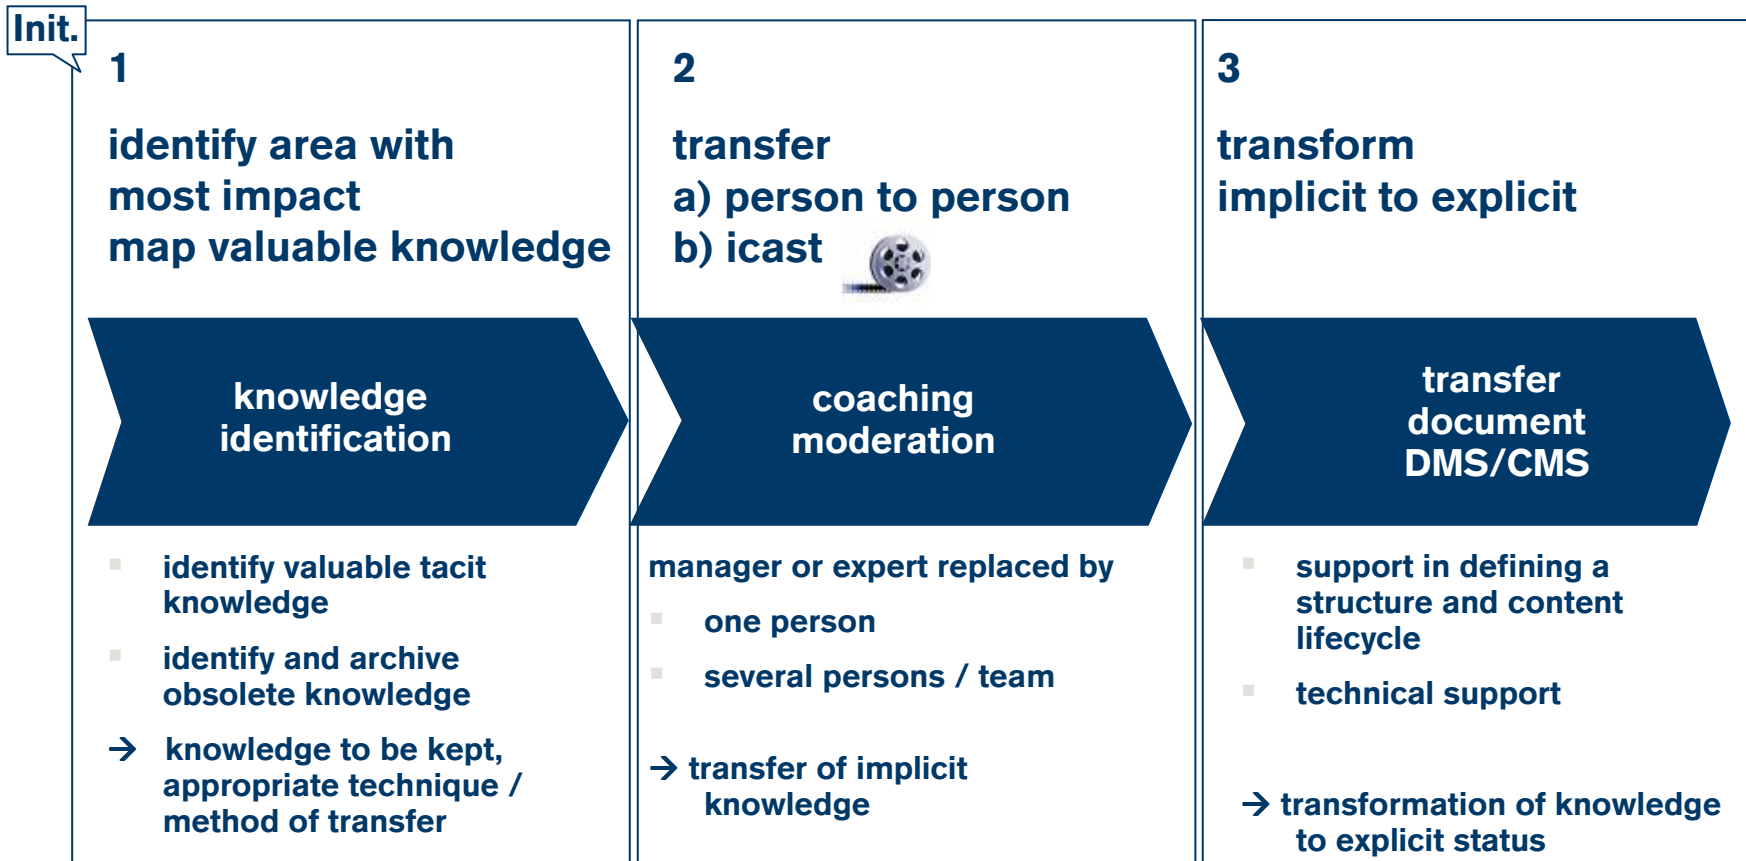 Init.
1
identify area with
most impact
map valuable knowledge
knowledge
identification
identify valuable tacit
knowledge
identify and archive
obsolete knowledge
→ knowledge to be kept,
appropriate technique /
method of transfer
2
transfer
a) person to person
b) icast
coaching
moderation
manager or expert replaced by
one person
several persons / team
→ transfer of implicit
knowledge
3
transform
implicit to explicit
transfer
document
DMS/CMS
support in defining a
structure and content
lifecycle
technical support
→ transformation of knowledge
to explicit status